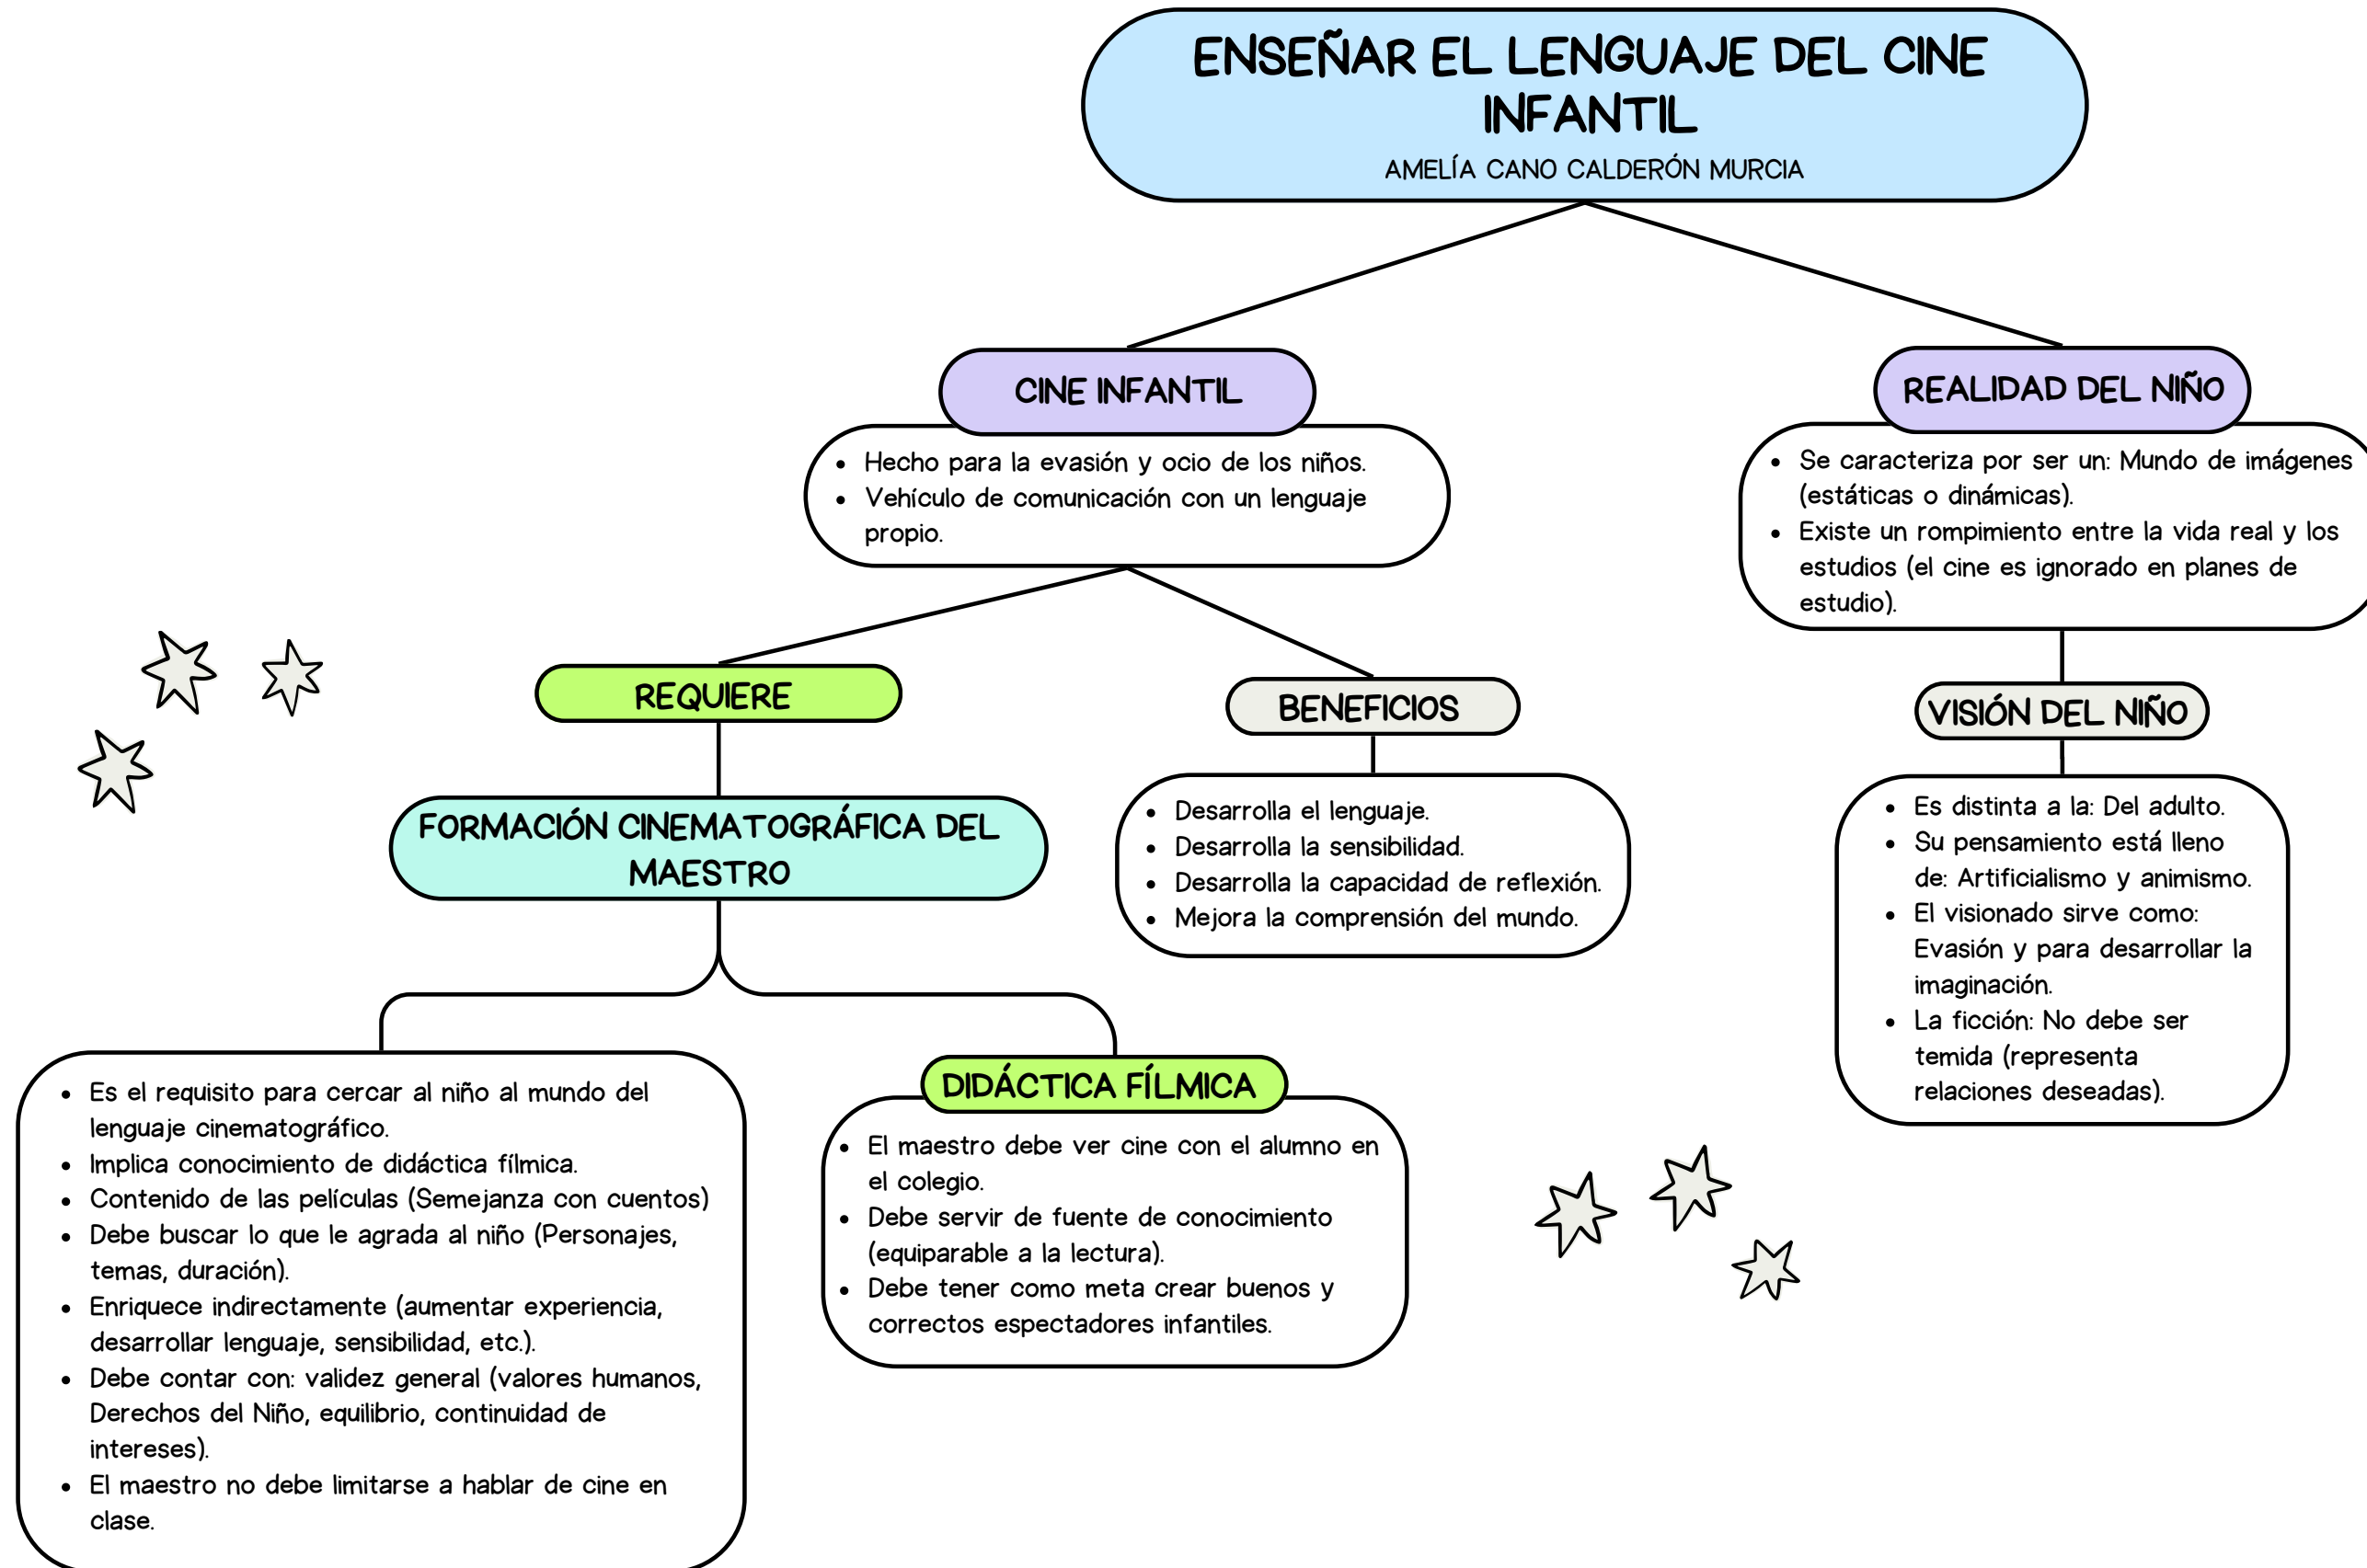 ENSEÑAR EL LENGUAJE DEL CINE
INFANTIL
AMELÍA CANO CALDERÓN MURCIA
CINE INFANTIL
• Hecho para la evasión y ocio de los niños.
• Vehículo de comunicación con un lenguaje
propio.
REALIDAD DEL NIÑO
• Se caracteriza por ser un: Mundo de imágenes
(estáticas o dinámicas).
• Existe un rompimiento entre la vida real y los
estudios (el cine es ignorado en planes de
estudio).
REQUIERE
BENEFICIOS
VISIÓN DEL NIÑO
FORMACIÓN CINEMATOGRÁFICA DEL
MAESTRO
• Desarrolla el lenguaje.
• Desarrolla la sensibilidad.
• Desarrolla la capacidad de reflexión.
• Mejora la comprensión del mundo.
• Es distinta a la: Del adulto.
• Su pensamiento está lleno
de: Artificialismo y animismo.
• El visionado sirve como:
Evasión y para desarrollar la
imaginación.
• La ficción: No debe ser
temida (representa
relaciones deseadas).
• Es el requisito para cercar al niño al mundo del
lenguaje cinematográfico.
• Implica conocimiento de didáctica fílmica.
• Contenido de las películas (Semejanza con cuentos)
• Debe buscar lo que le agrada al niño (Personajes,
temas, duración).
• Enriquece indirectamente (aumentar experiencia,
desarrollar lenguaje, sensibilidad, etc.).
• Debe contar con: validez general (valores humanos,
Derechos del Niño, equilibrio, continuidad de
intereses).
• El maestro no debe limitarse a hablar de cine en
clase.
DIDÁCTICA FÍLMICA
• El maestro debe ver cine con el alumno en
el colegio.
• Debe servir de fuente de conocimiento
(equiparable a la lectura).
• Debe tener como meta crear buenos y
correctos espectadores infantiles.